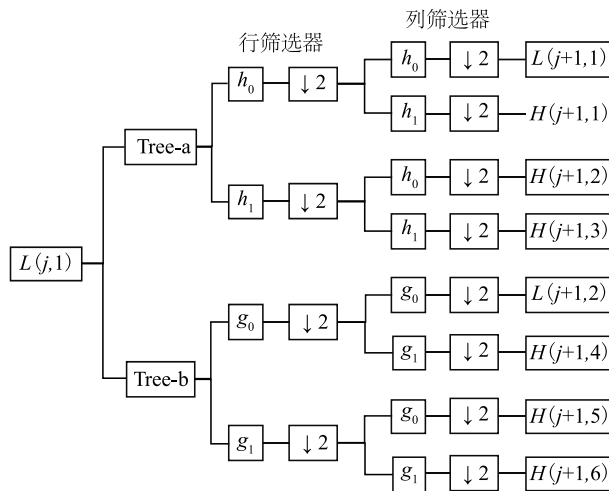 行筛选器
列筛选器
h₀ ↓2 L(j+1,1)
h₀ ↓2
h₁ ↓2 H(j+1,1)
Tree-a
h₀ ↓2 H(j+1,2)
h₁ ↓2
h₁ ↓2 H(j+1,3)
L(j,1)
g₀ ↓2 L(j+1,2)
g₀ ↓2
g₁ ↓2 H(j+1,4)
Tree-b
g₀ ↓2 H(j+1,5)
g₁ ↓2
g₁ ↓2 H(j+1,6)